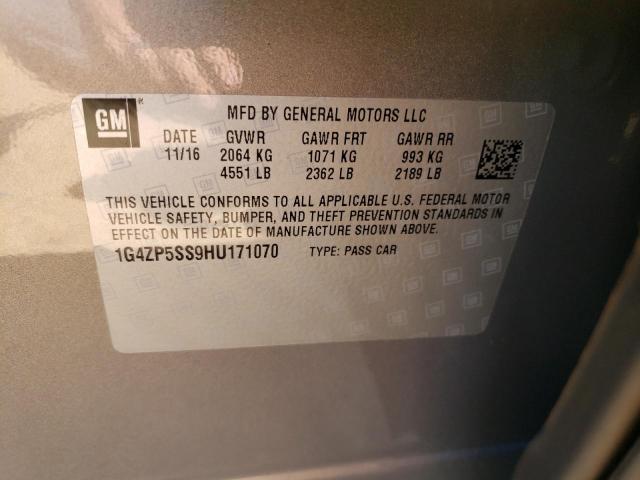 GM
MFD BY GENERAL MOTORS LLC
DATE GVWR GAWR FRT GAWR RR
11/16 2064 KG 1071 KG 993 KG
4551 LB 2362 LB 2189 LB
THIS VEHICLE CONFORMS TO ALL APPLICABLE U.S. FEDERAL MOTOR
VEHICLE SAFETY, BUMPER, AND THEFT PREVENTION STANDARDS IN
EFFECT ON THE DATE OF MANUFACTURE SHOWN ABOVE.
1G4ZP5SS9HU171070 TYPE: PASS CAR